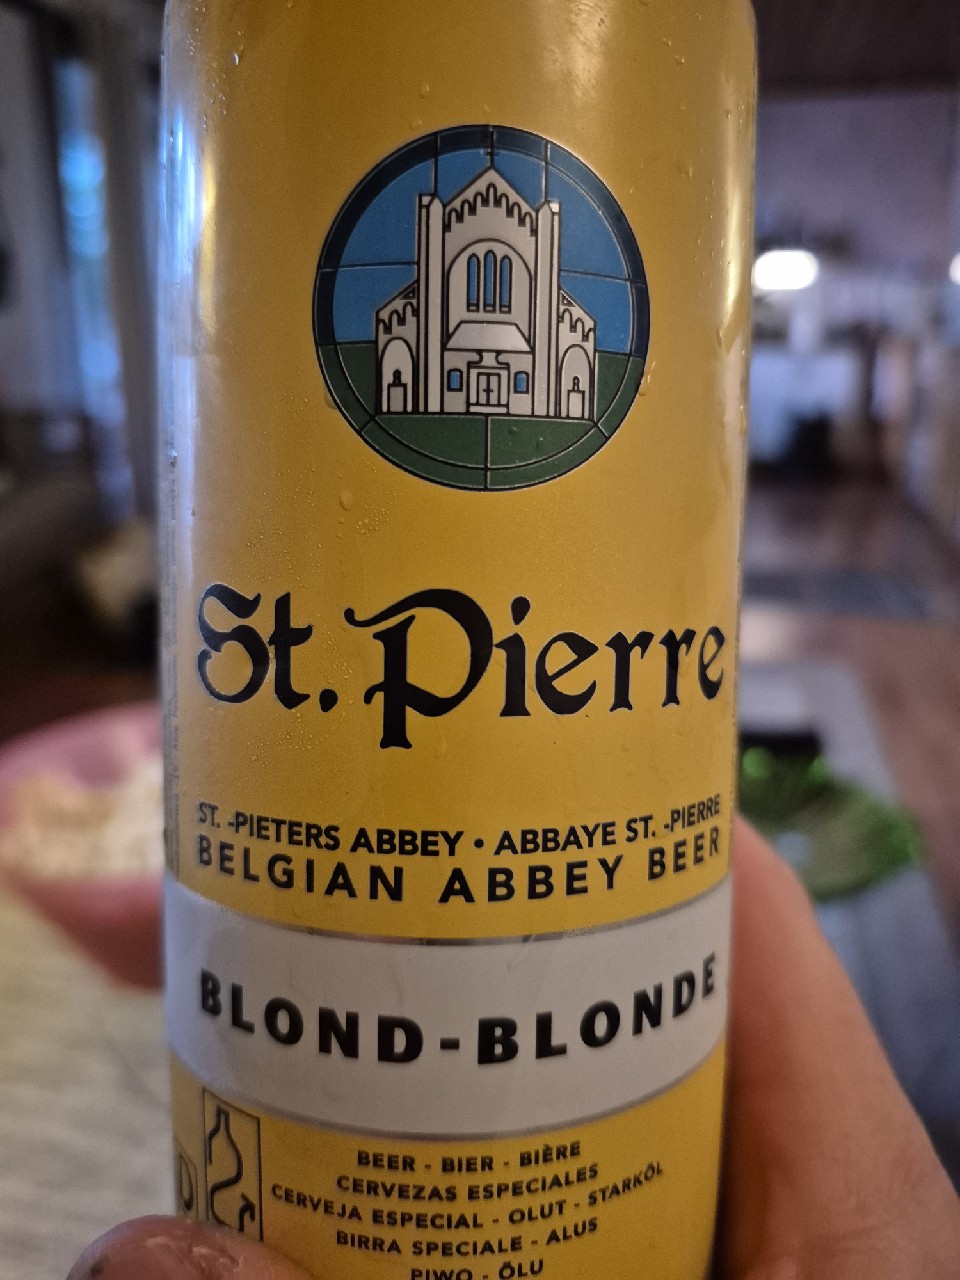 St. Pierre
ST. -PIETERS ABBEY • ABBAYE ST. -PIERRE
BELGIAN ABBEY BEER
BLOND-BLONDE
BEER - BIER - BIÈRE
CERVEZAS ESPECIALES
CERVEJA ESPECIAL - OLUT - STARKÖL
BIRRA SPECIALE - ALUS
PIWO - ÕLU